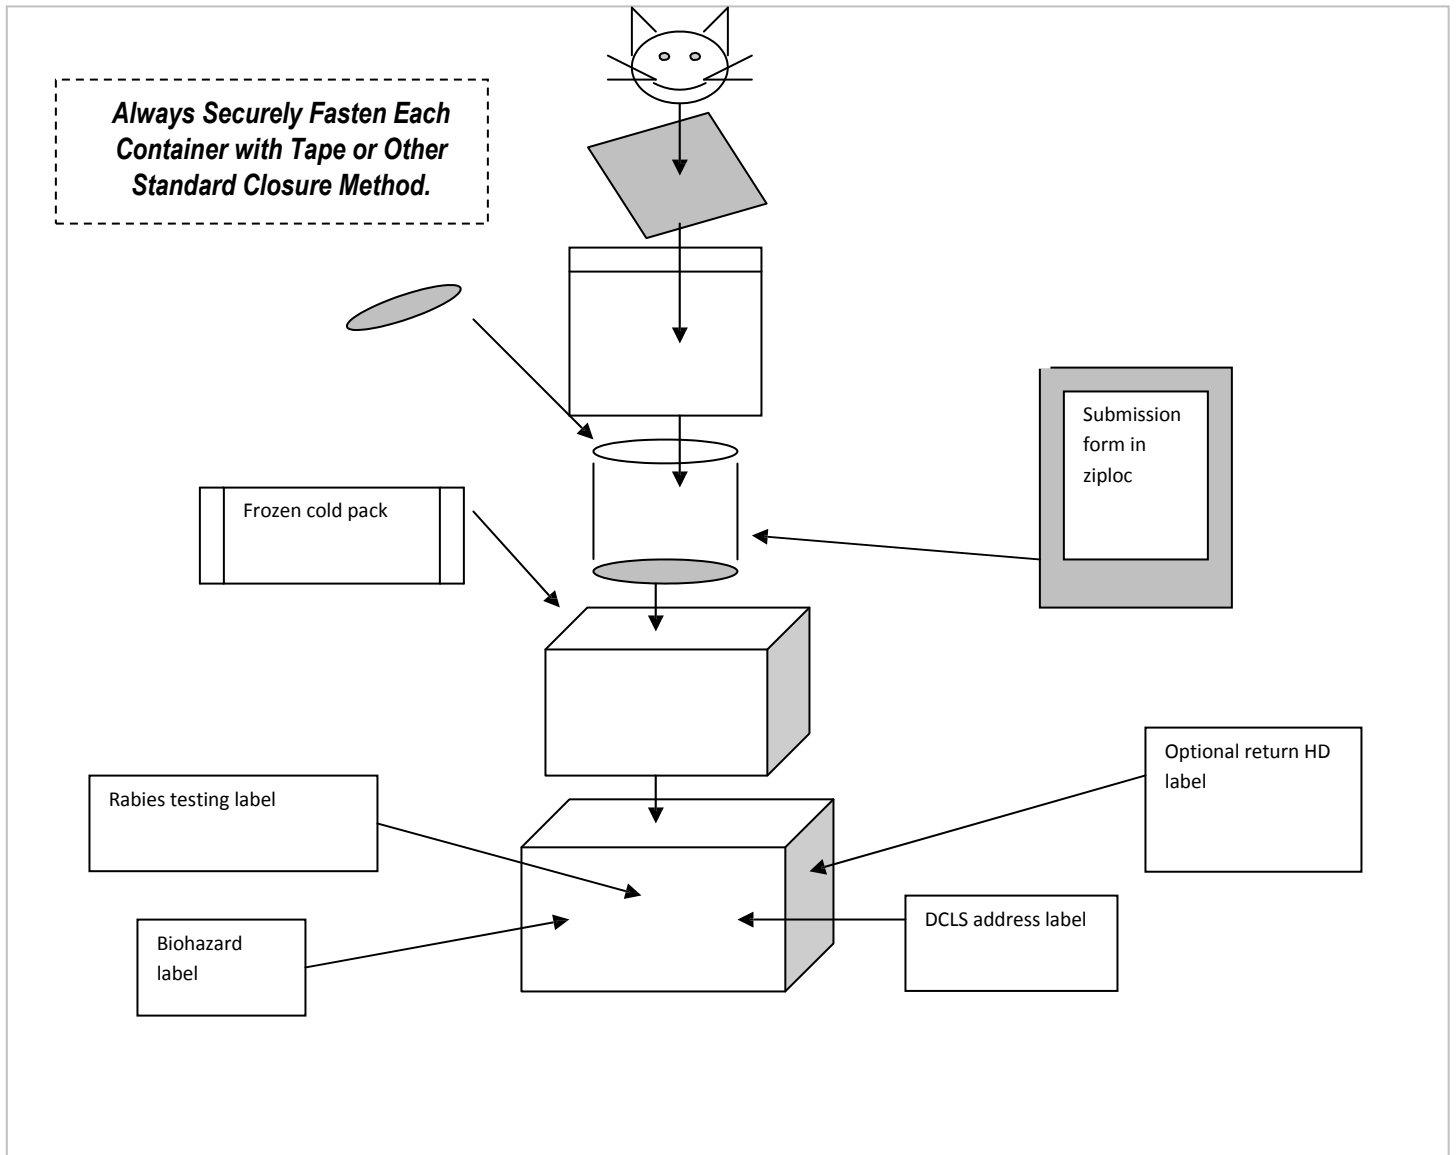 Always Securely Fasten Each
Container with Tape or Other
Standard Closure Method.
Submission
form in
ziploc
Frozen cold pack
Optional return HD
label
Rabies testing label
DCLS address label
Biohazard
label